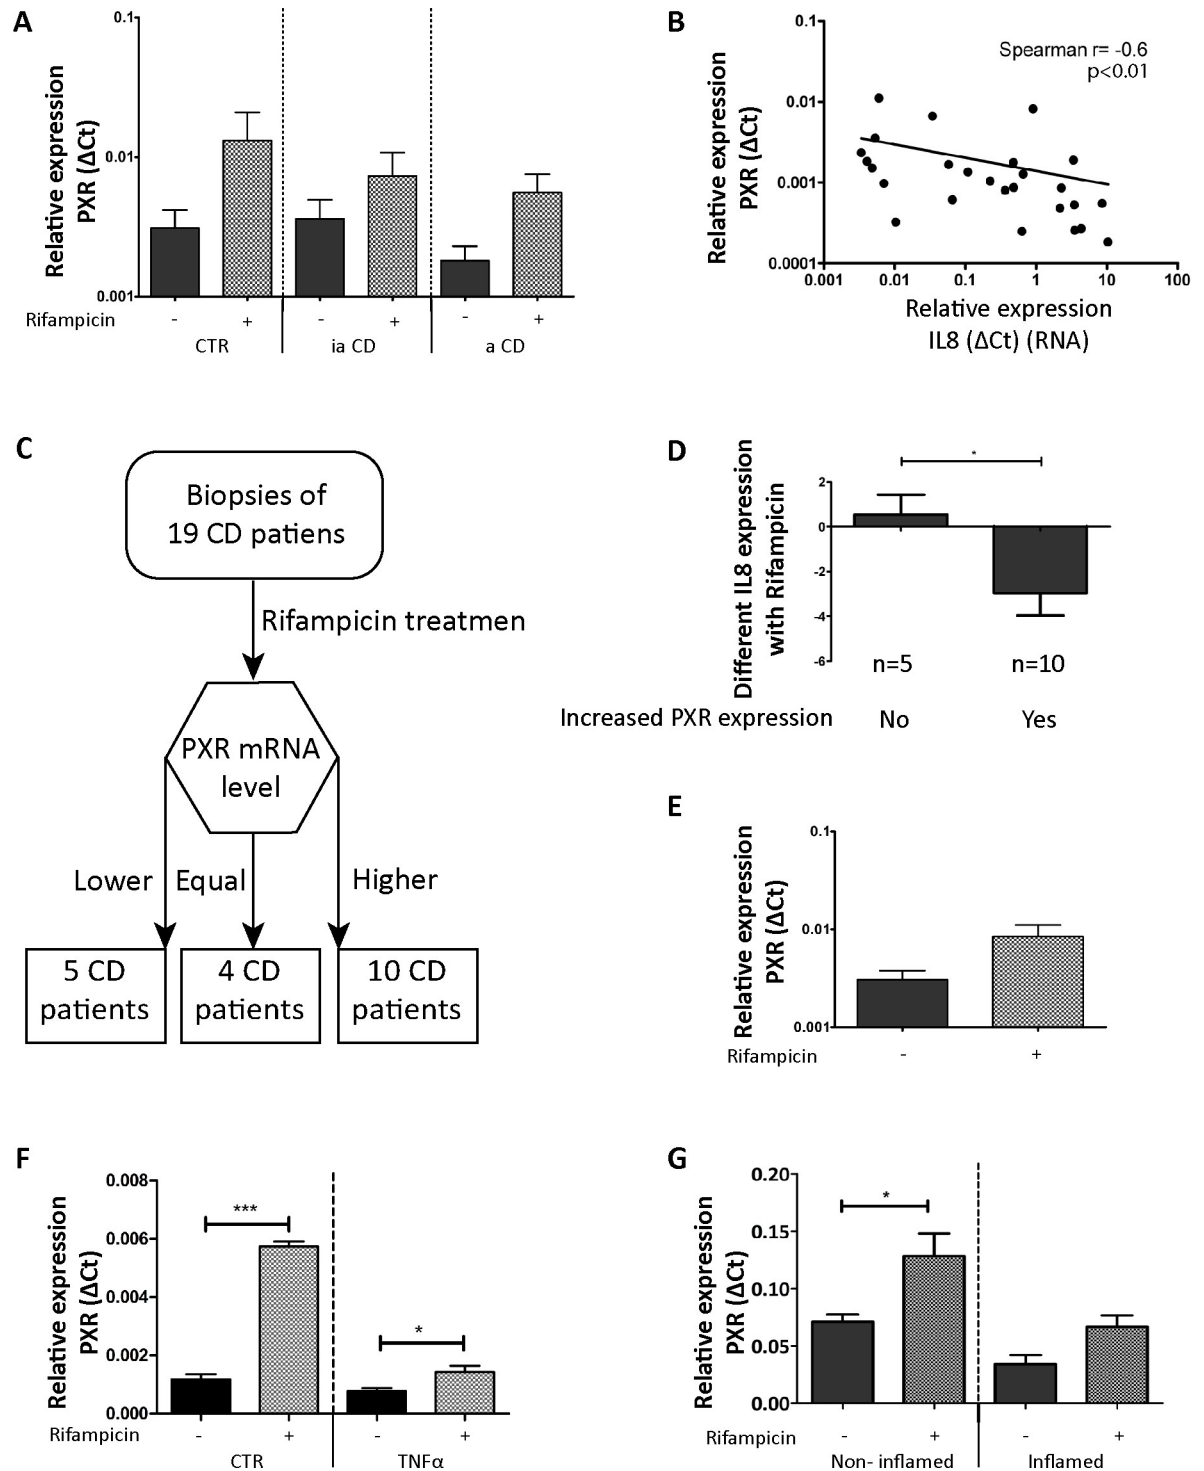 A
Relative expression
PXR (ΔCt)
0.1
0.01
0.001
Rifampicin - + - + - +
CTR ia CD a CD
B
Relative expression
PXR (ΔCt)
0.1
0.01
0.001
0.0001
Spearman r= -0.6
p<0.01
0.001 0.01 0.1 1 10 100
Relative expression
IL8 (ΔCt) (RNA)
C
Biopsies of
19 CD patiens
Rifampicin treatmen
PXR mRNA
level
Lower Equal Higher
5 CD
patients
4 CD
patients
10 CD
patients
D
Different IL8 expression
with Rifampicin
*
2
0
-2
-4
-6
n=5 n=10
Increased PXR expression No Yes
E
Relative expression
PXR (ΔCt)
0.1
0.01
0.001
Rifampicin - +
F
Relative expression
PXR (ΔCt)
0.008
0.006
0.004
0.002
0.000
***
*
Rifampicin - + - +
CTR TNFα
G
Relative expression
PXR (ΔCt)
0.20
0.15
0.10
0.05
0.00
*
Rifampicin - + - +
Non- inflamed Inflamed